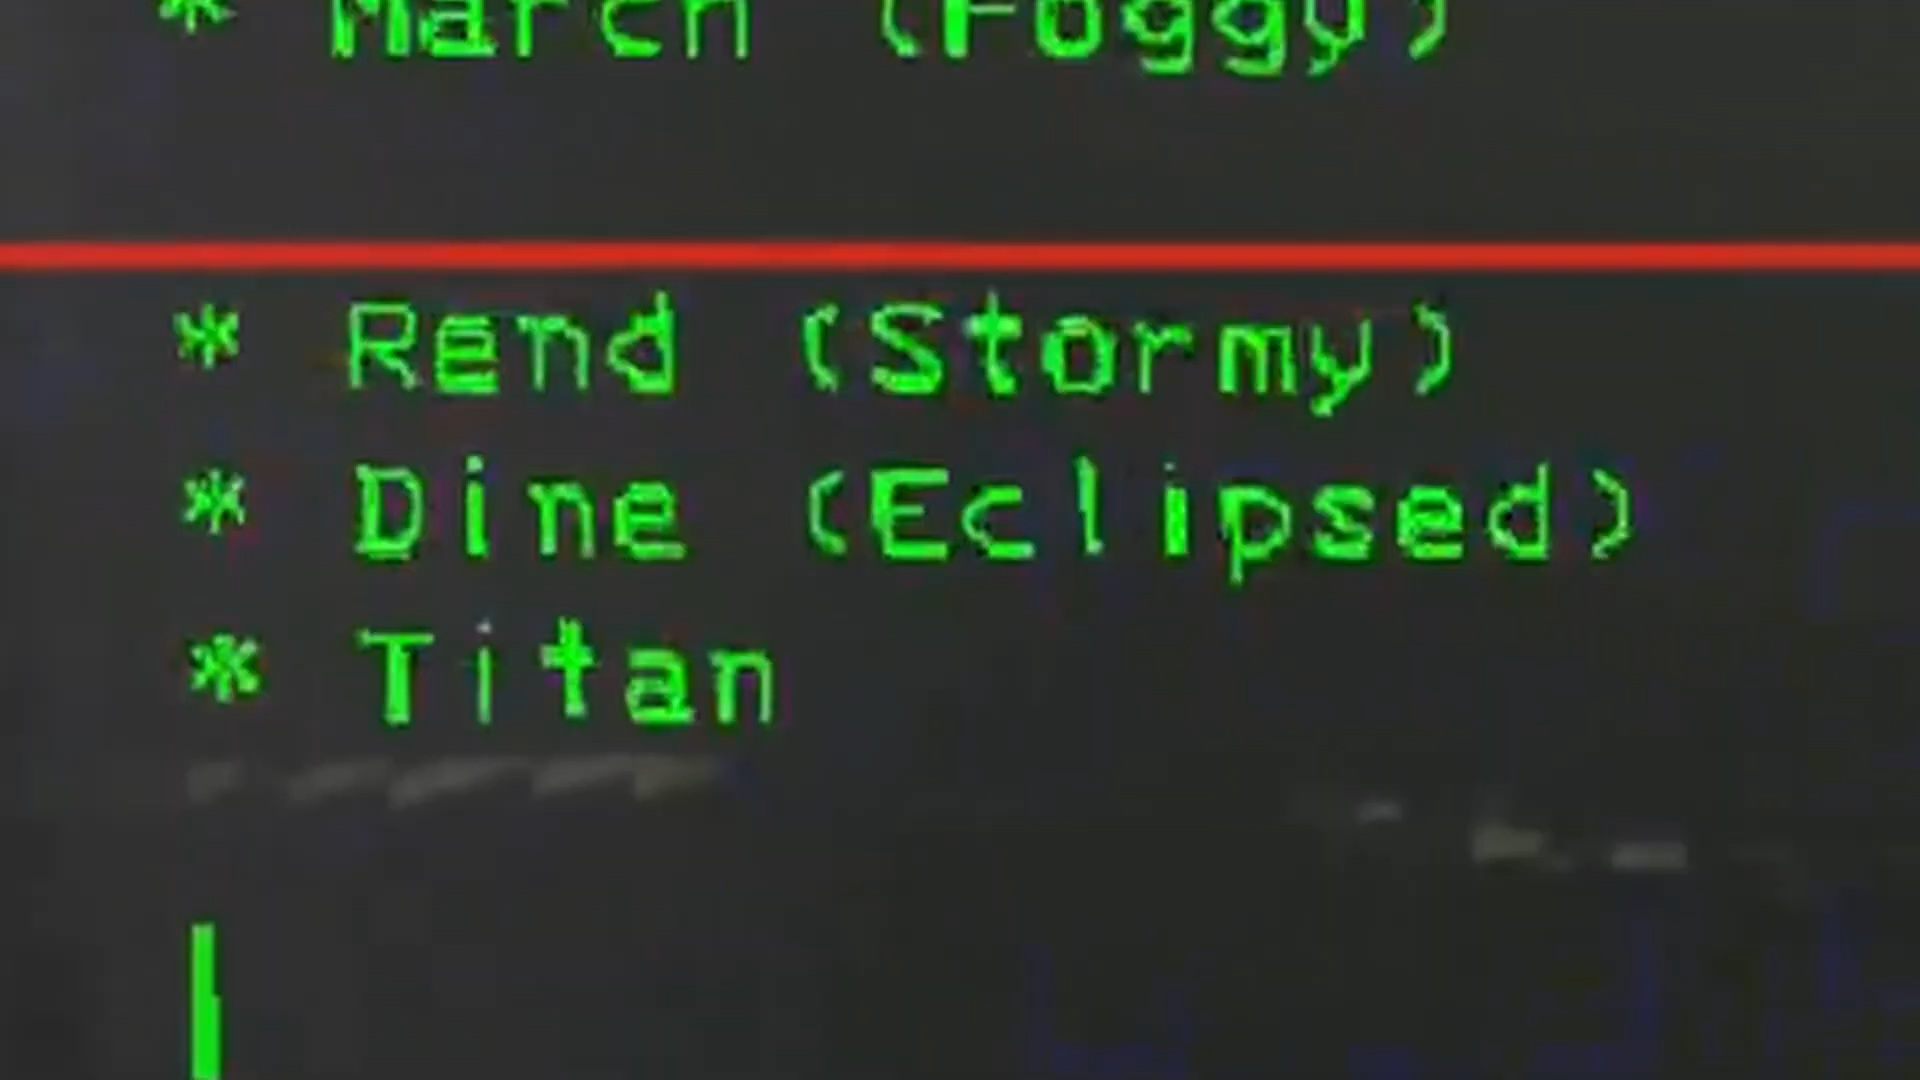 * March (Foggy)
* Rend (Stormy)
* Dine (Eclipsed)
* Titan